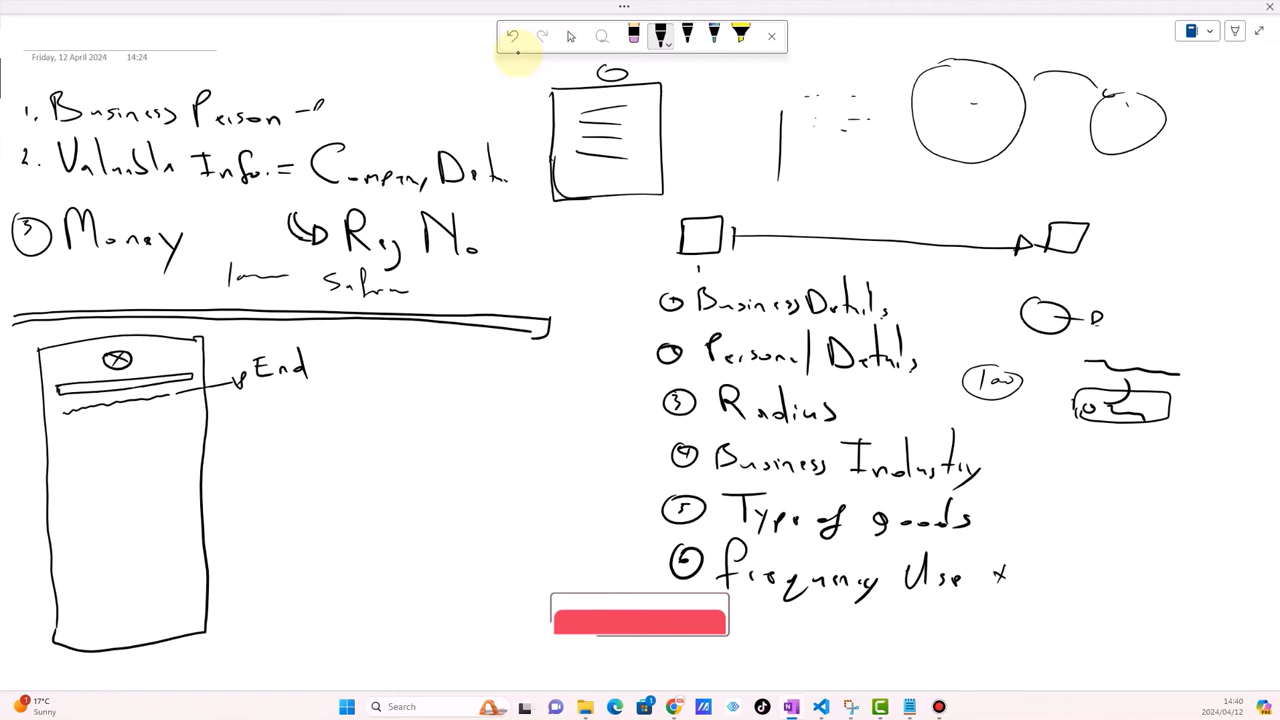 Friday, 12 April 2024 14:24
1. Business Person
2. Valuable Info. = Company Det.
3 Money
Reg No.
End
1 Business Details
Personal Details
3 Radius
4 Business Industry
5 Type of goods
6 frequency Use x
100
D
17°C
Sunny
Search
14:40
2024/04/12